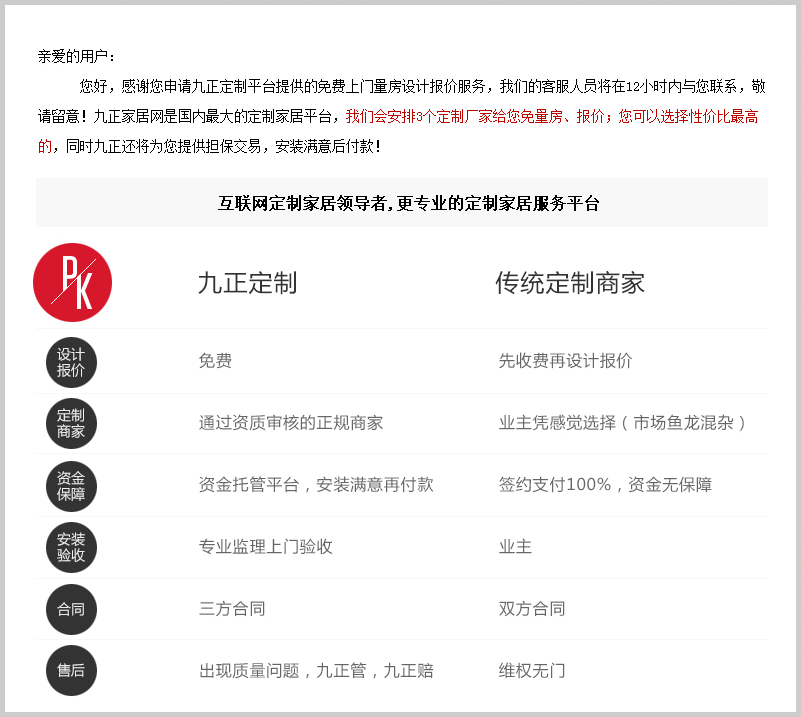 亲爱的用户：
您好，感谢您申请九正定制平台提供的免费上门量房设计报价服务，我们的客服人员将在12小时内与您联系，敬
请留意！九正家居网是国内最大的定制家居平台，我们会安排3个定制厂家给您免量房、报价；您可以选择性价比最高
的，同时九正还将为您提供担保交易，安装满意后付款！
互联网定制家居领导者,更专业的定制家居服务平台
PK 九正定制 传统定制商家
设计
报价
免费 先收费再设计报价
定制
商家
通过资质审核的正规商家 业主凭感觉选择（市场鱼龙混杂）
资金
保障
资金托管平台，安装满意再付款 签约支付100%，资金无保障
安装
验收
专业监理上门验收 业主
合同 三方合同 双方合同
售后 出现质量问题，九正管，九正赔 维权无门